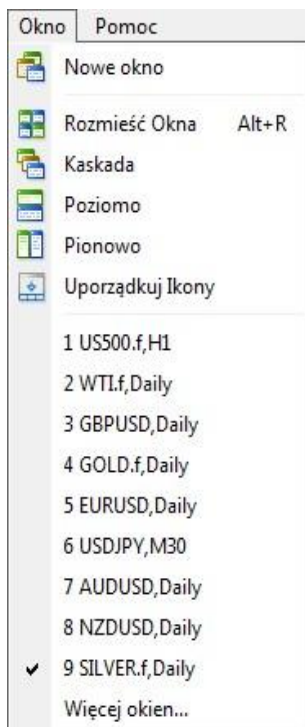 Okno Pomoc
Nowe okno
Rozmieść Okna Alt+R
Kaskada
Poziomo
Pionowo
Uporządkuj Ikony
1 US500.f,H1
2 WTI.f,Daily
3 GBPUSD,Daily
4 GOLD.f,Daily
5 EURUSD,Daily
6 USDJPY,M30
7 AUDUSD,Daily
8 NZDUSD,Daily
9 SILVER.f,Daily
Więcej okien...